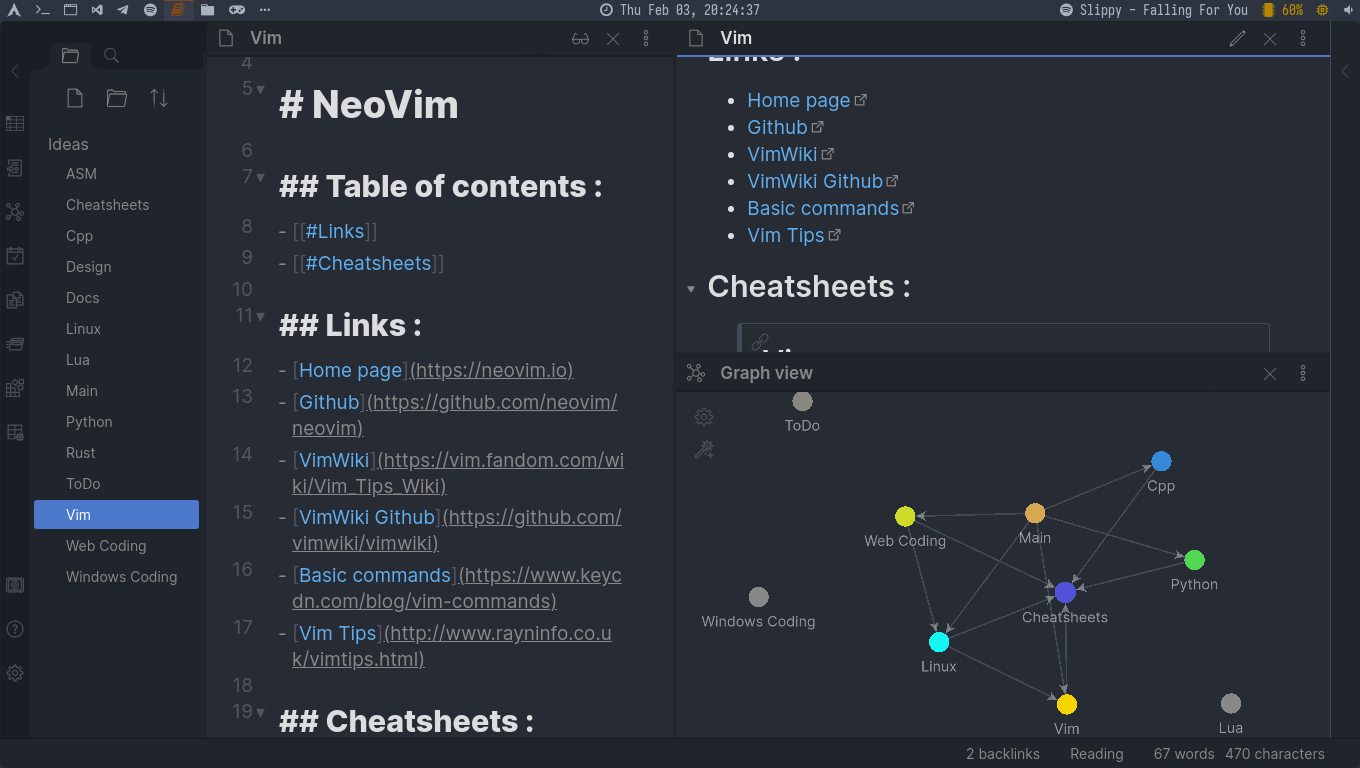 Thu Feb 03, 20:24:37
Slippy - Falling For You
60%
Vim
Ideas
ASM
Cheatsheets
Cpp
Design
Docs
Linux
Lua
Main
Python
Rust
ToDo
Vim
Web Coding
Windows Coding
4
5 # NeoVim
6
7 ## Table of contents :
8 - [[#Links]]
9 - [[#Cheatsheets]]
10
11 ## Links :
12 - [Home page](https://neovim.io)
13 - [Github](https://github.com/neovim/
neovim)
14 - [VimWiki](https://vim.fandom.com/wi
ki/Vim_Tips_Wiki)
15 - [VimWiki Github](https://github.com/
vimwiki/vimwiki)
16 - [Basic commands](https://www.keyc
dn.com/blog/vim-commands)
17 - [Vim Tips](http://www.rayninfo.co.u
k/vimtips.html)
18
19 ## Cheatsheets :
Vim
Links :
• Home page
• Github
• VimWiki
• VimWiki Github
• Basic commands
• Vim Tips
Cheatsheets :
Graph view
ToDo
Cpp
Web Coding
Main
Python
Windows Coding
Cheatsheets
Linux
Vim
Lua
2 backlinks
Reading
67 words
470 characters